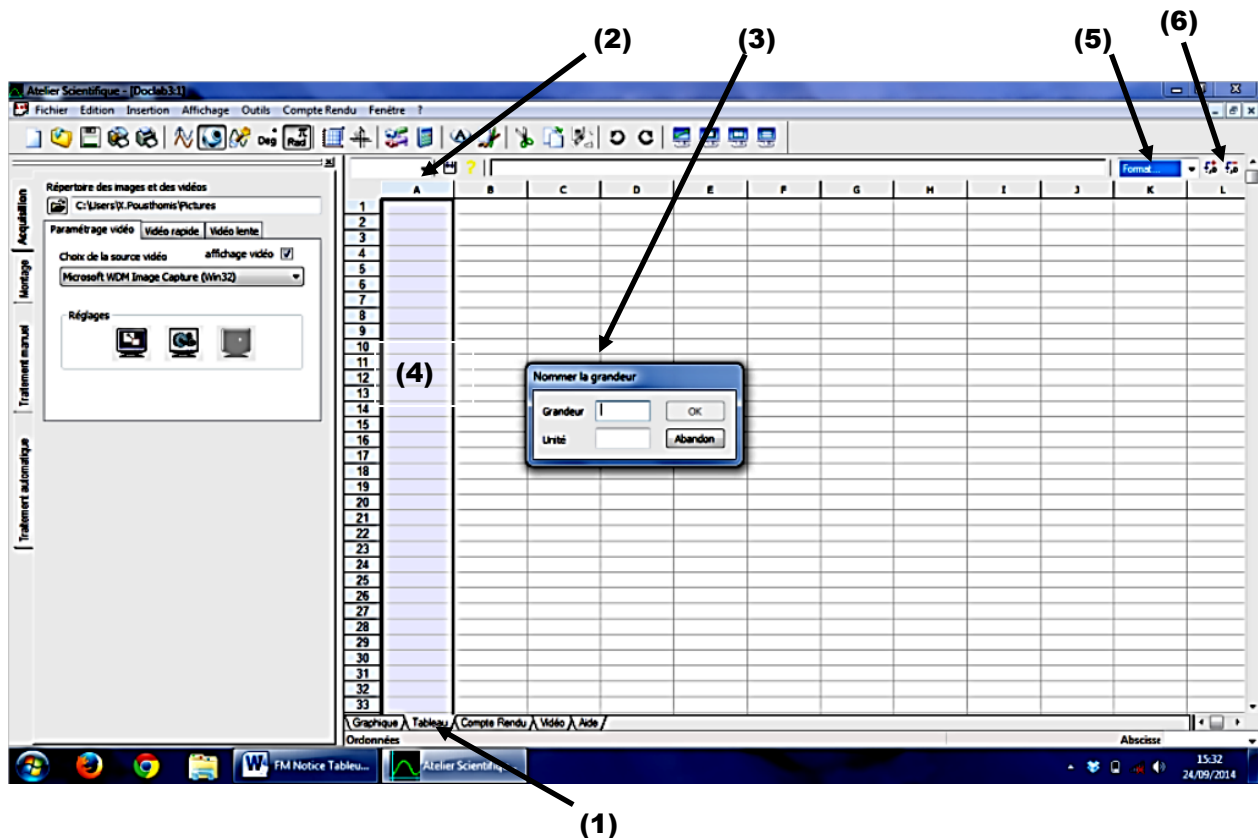 (2) (3) (5) (6)
Atelier Scientifique - [Doclab3:1]
Fichier Edition Insertion Affichage Outils Compte Rendu Fenêtre ?
Deg Rad
Format...
Acquisition
Montage
Traitement manuel
Traitement automatique
Répertoire des images et des vidéos
C:\Users\X.Pousthomis\Pictures
Paramétrage vidéo Vidéo rapide Vidéo lente
Choix de la source vidéo affichage vidéo
Microsoft WDM Image Capture (Win32)
Réglages
A B C D E F G H I J K L
1
2
3
4
5
6
7
8
9
10
11
12
13
14
15
16
17
18
19
20
21
22
23
24
25
26
27
28
29
30
31
32
33
(4)
Nommer la grandeur
Grandeur OK
Unité Abandon
Graphique Tableau Compte Rendu Vidéo Aide
Ordonnées Abscisse
FM Notice Tableu... Atelier Scientifiq...
15:32
24/09/2014
(1)